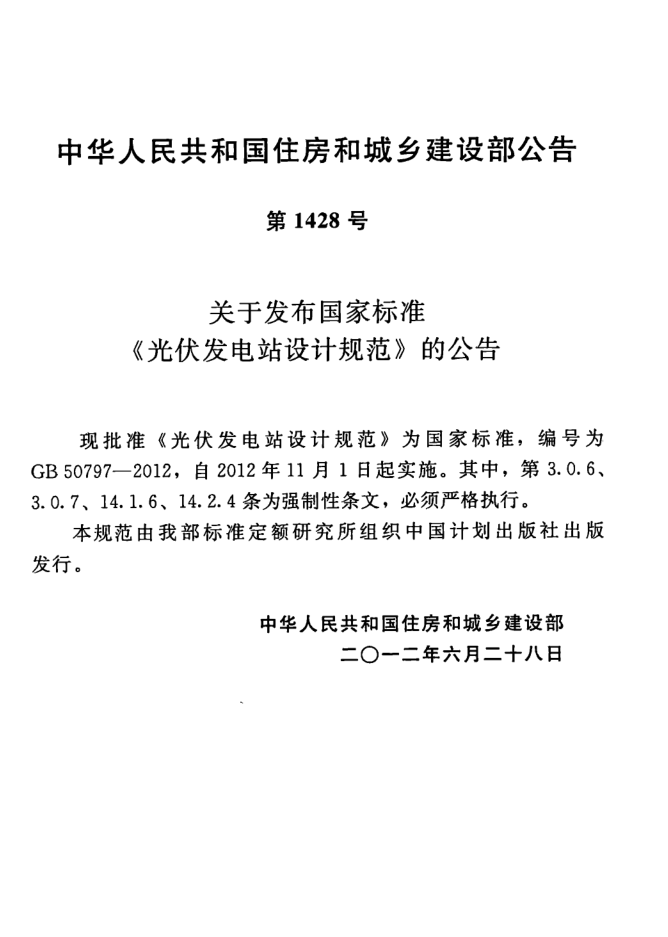 中华人民共和国住房和城乡建设部公告
第 1428 号
关于发布国家标准
《光伏发电站设计规范》的公告
现批准《光伏发电站设计规范》为国家标准，编号为
GB 50797—2012，自 2012 年 11 月 1 日起实施。其中，第 3.0.6、
3.0.7、14.1.6、14.2.4 条为强制性条文，必须严格执行。
本规范由我部标准定额研究所组织中国计划出版社出版
发行。
中华人民共和国住房和城乡建设部
二〇一二年六月二十八日